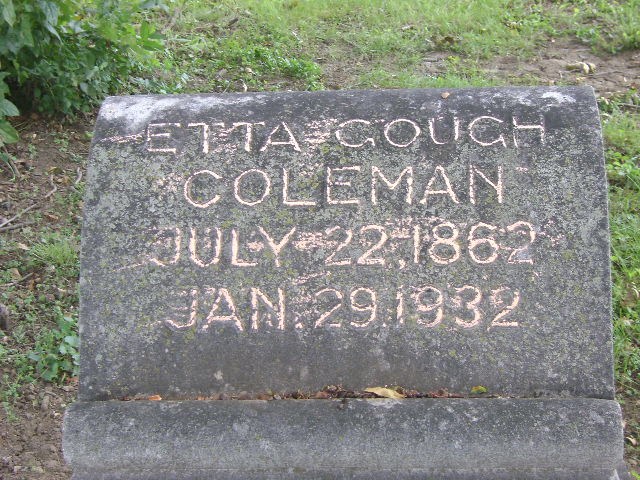 ETTA GOUGH
COLEMAN
JULY 22, 1862
JAN. 29. 1932